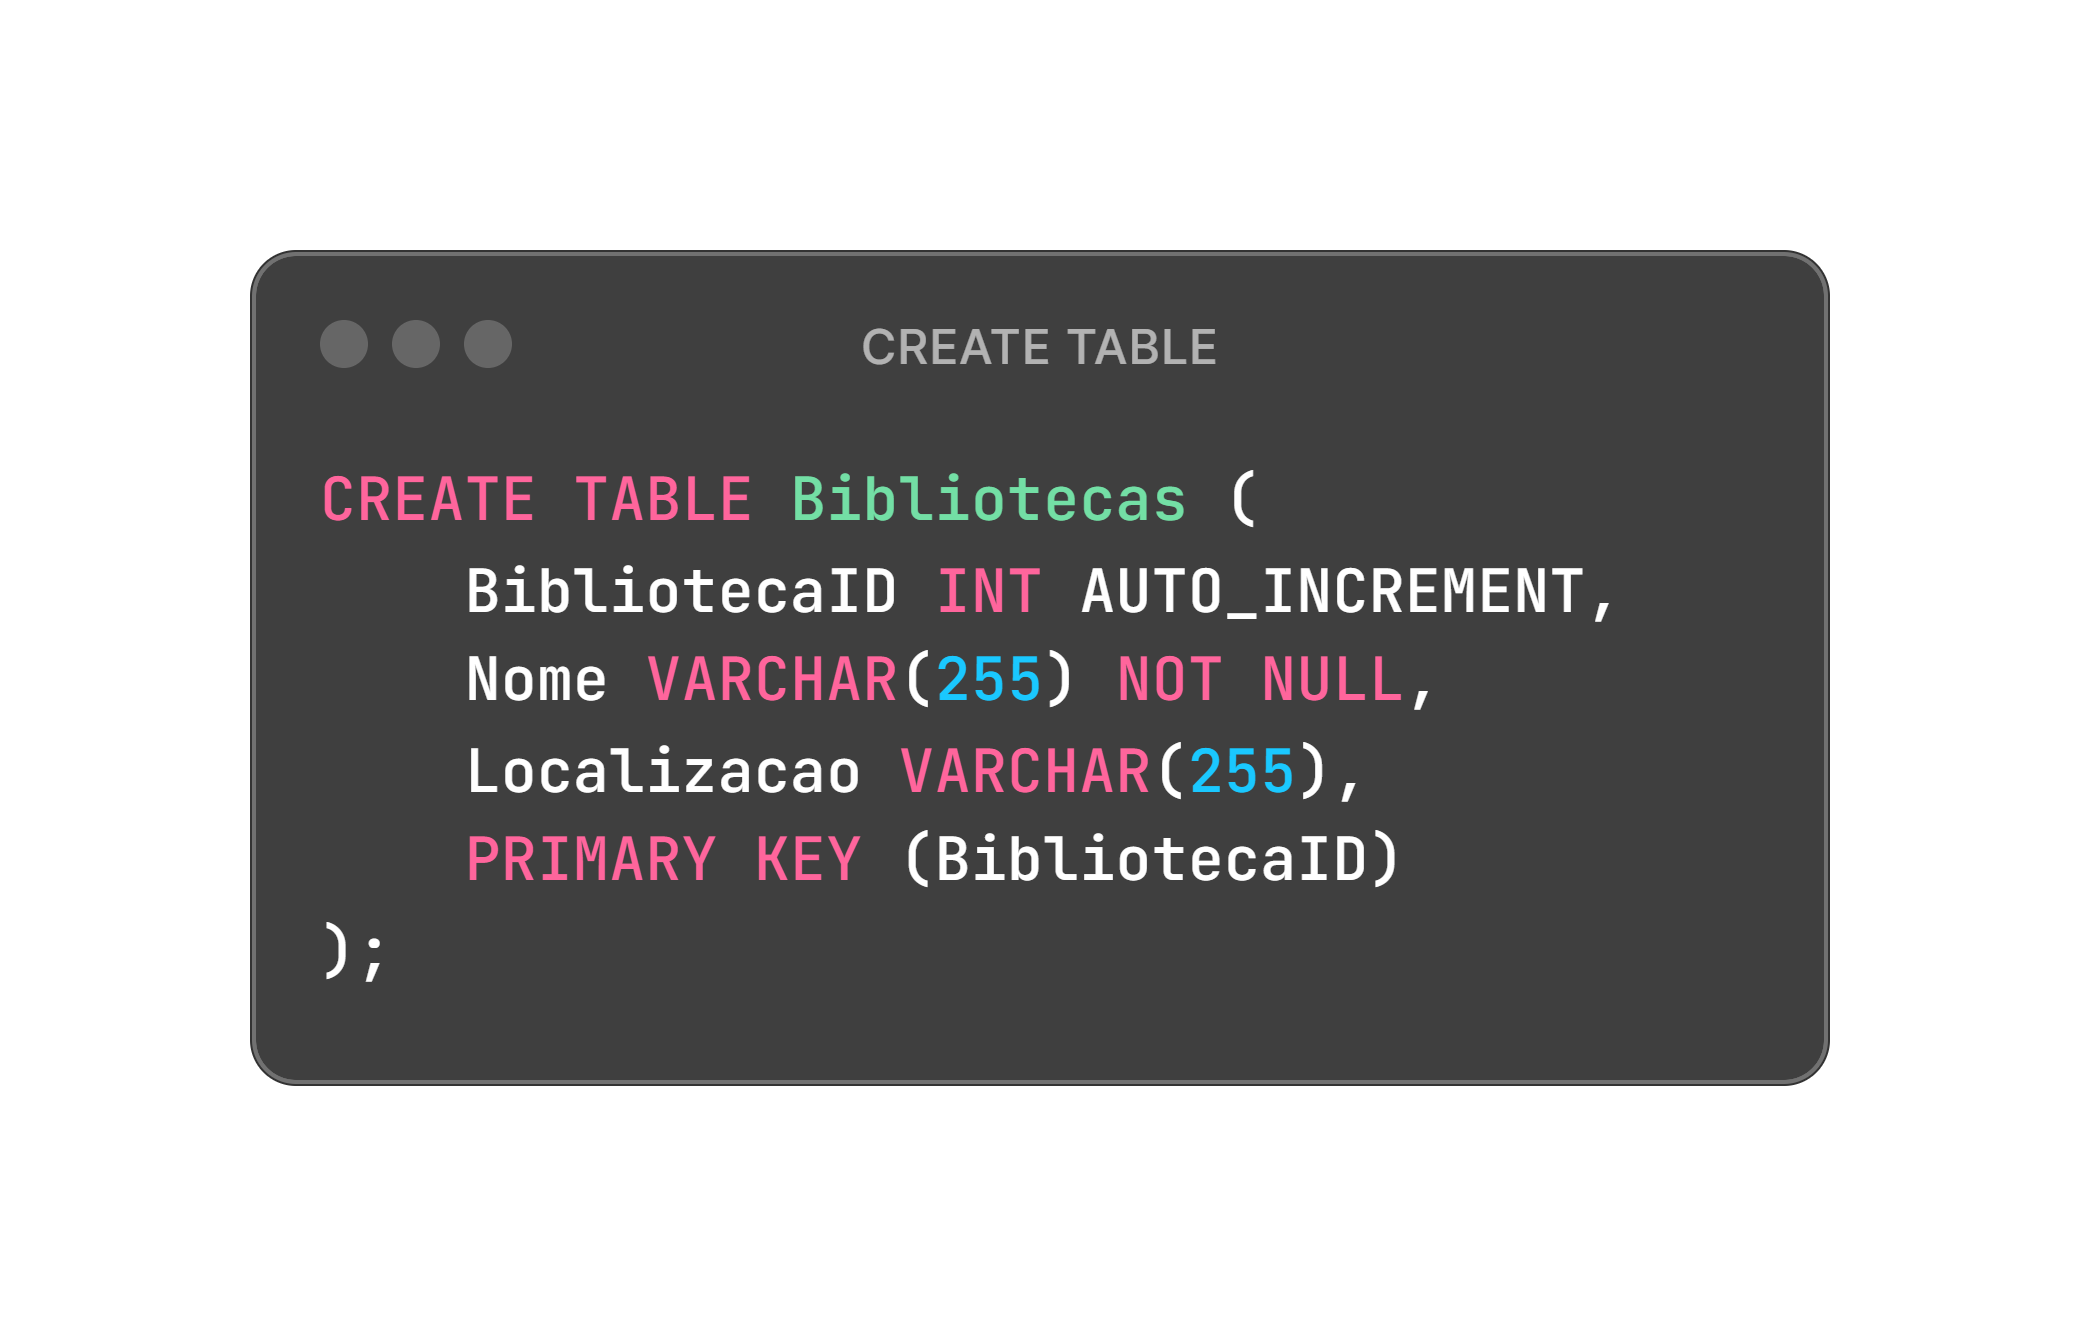 CREATE TABLE
CREATE TABLE Bibliotecas (
    BibliotecaID INT AUTO_INCREMENT,
    Nome VARCHAR(255) NOT NULL,
    Localizacao VARCHAR(255),
    PRIMARY KEY (BibliotecaID)
);